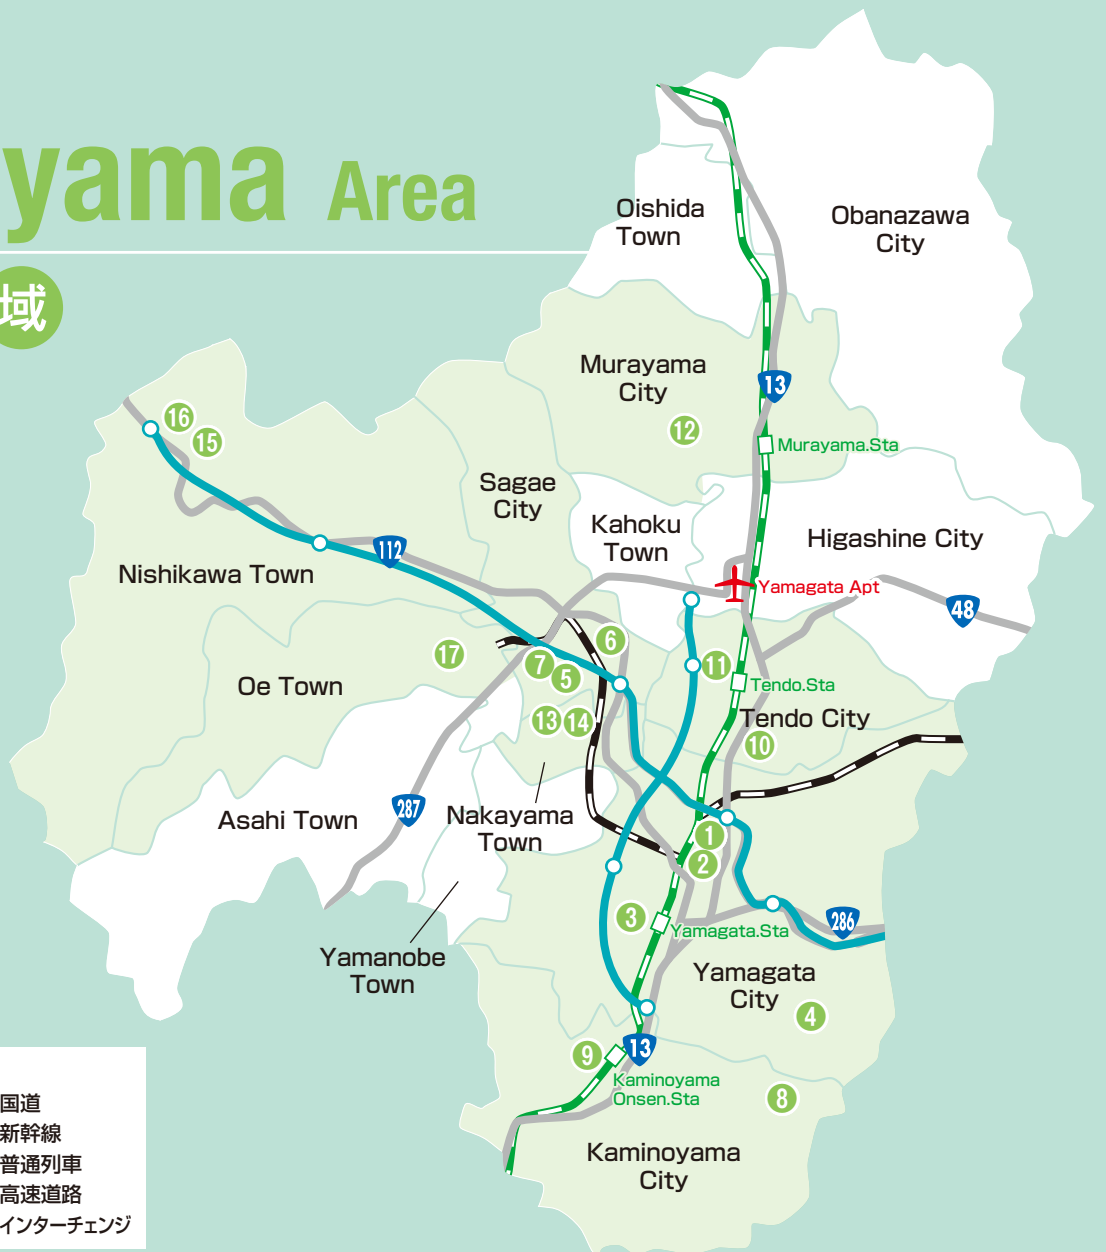 yama Area
域
Oishida
Town
Obanazawa
City
Murayama
City
13
16
15
12
Murayama.Sta
Sagae
City
Kahoku
Town
Higashine City
112
Nishikawa Town
Yamagata Apt
48
17
6
7
5
11
Tendo.Sta
Oe Town
13
14
Tendo City
10
287
Asahi Town
Nakayama
Town
1
2
3
286
Yamagata.Sta
Yamanobe
Town
Yamagata
City
4
9
13
Kaminoyama
Onsen.Sta
8
Kaminoyama
City
国道
新幹線
普通列車
高速道路
インターチェンジ